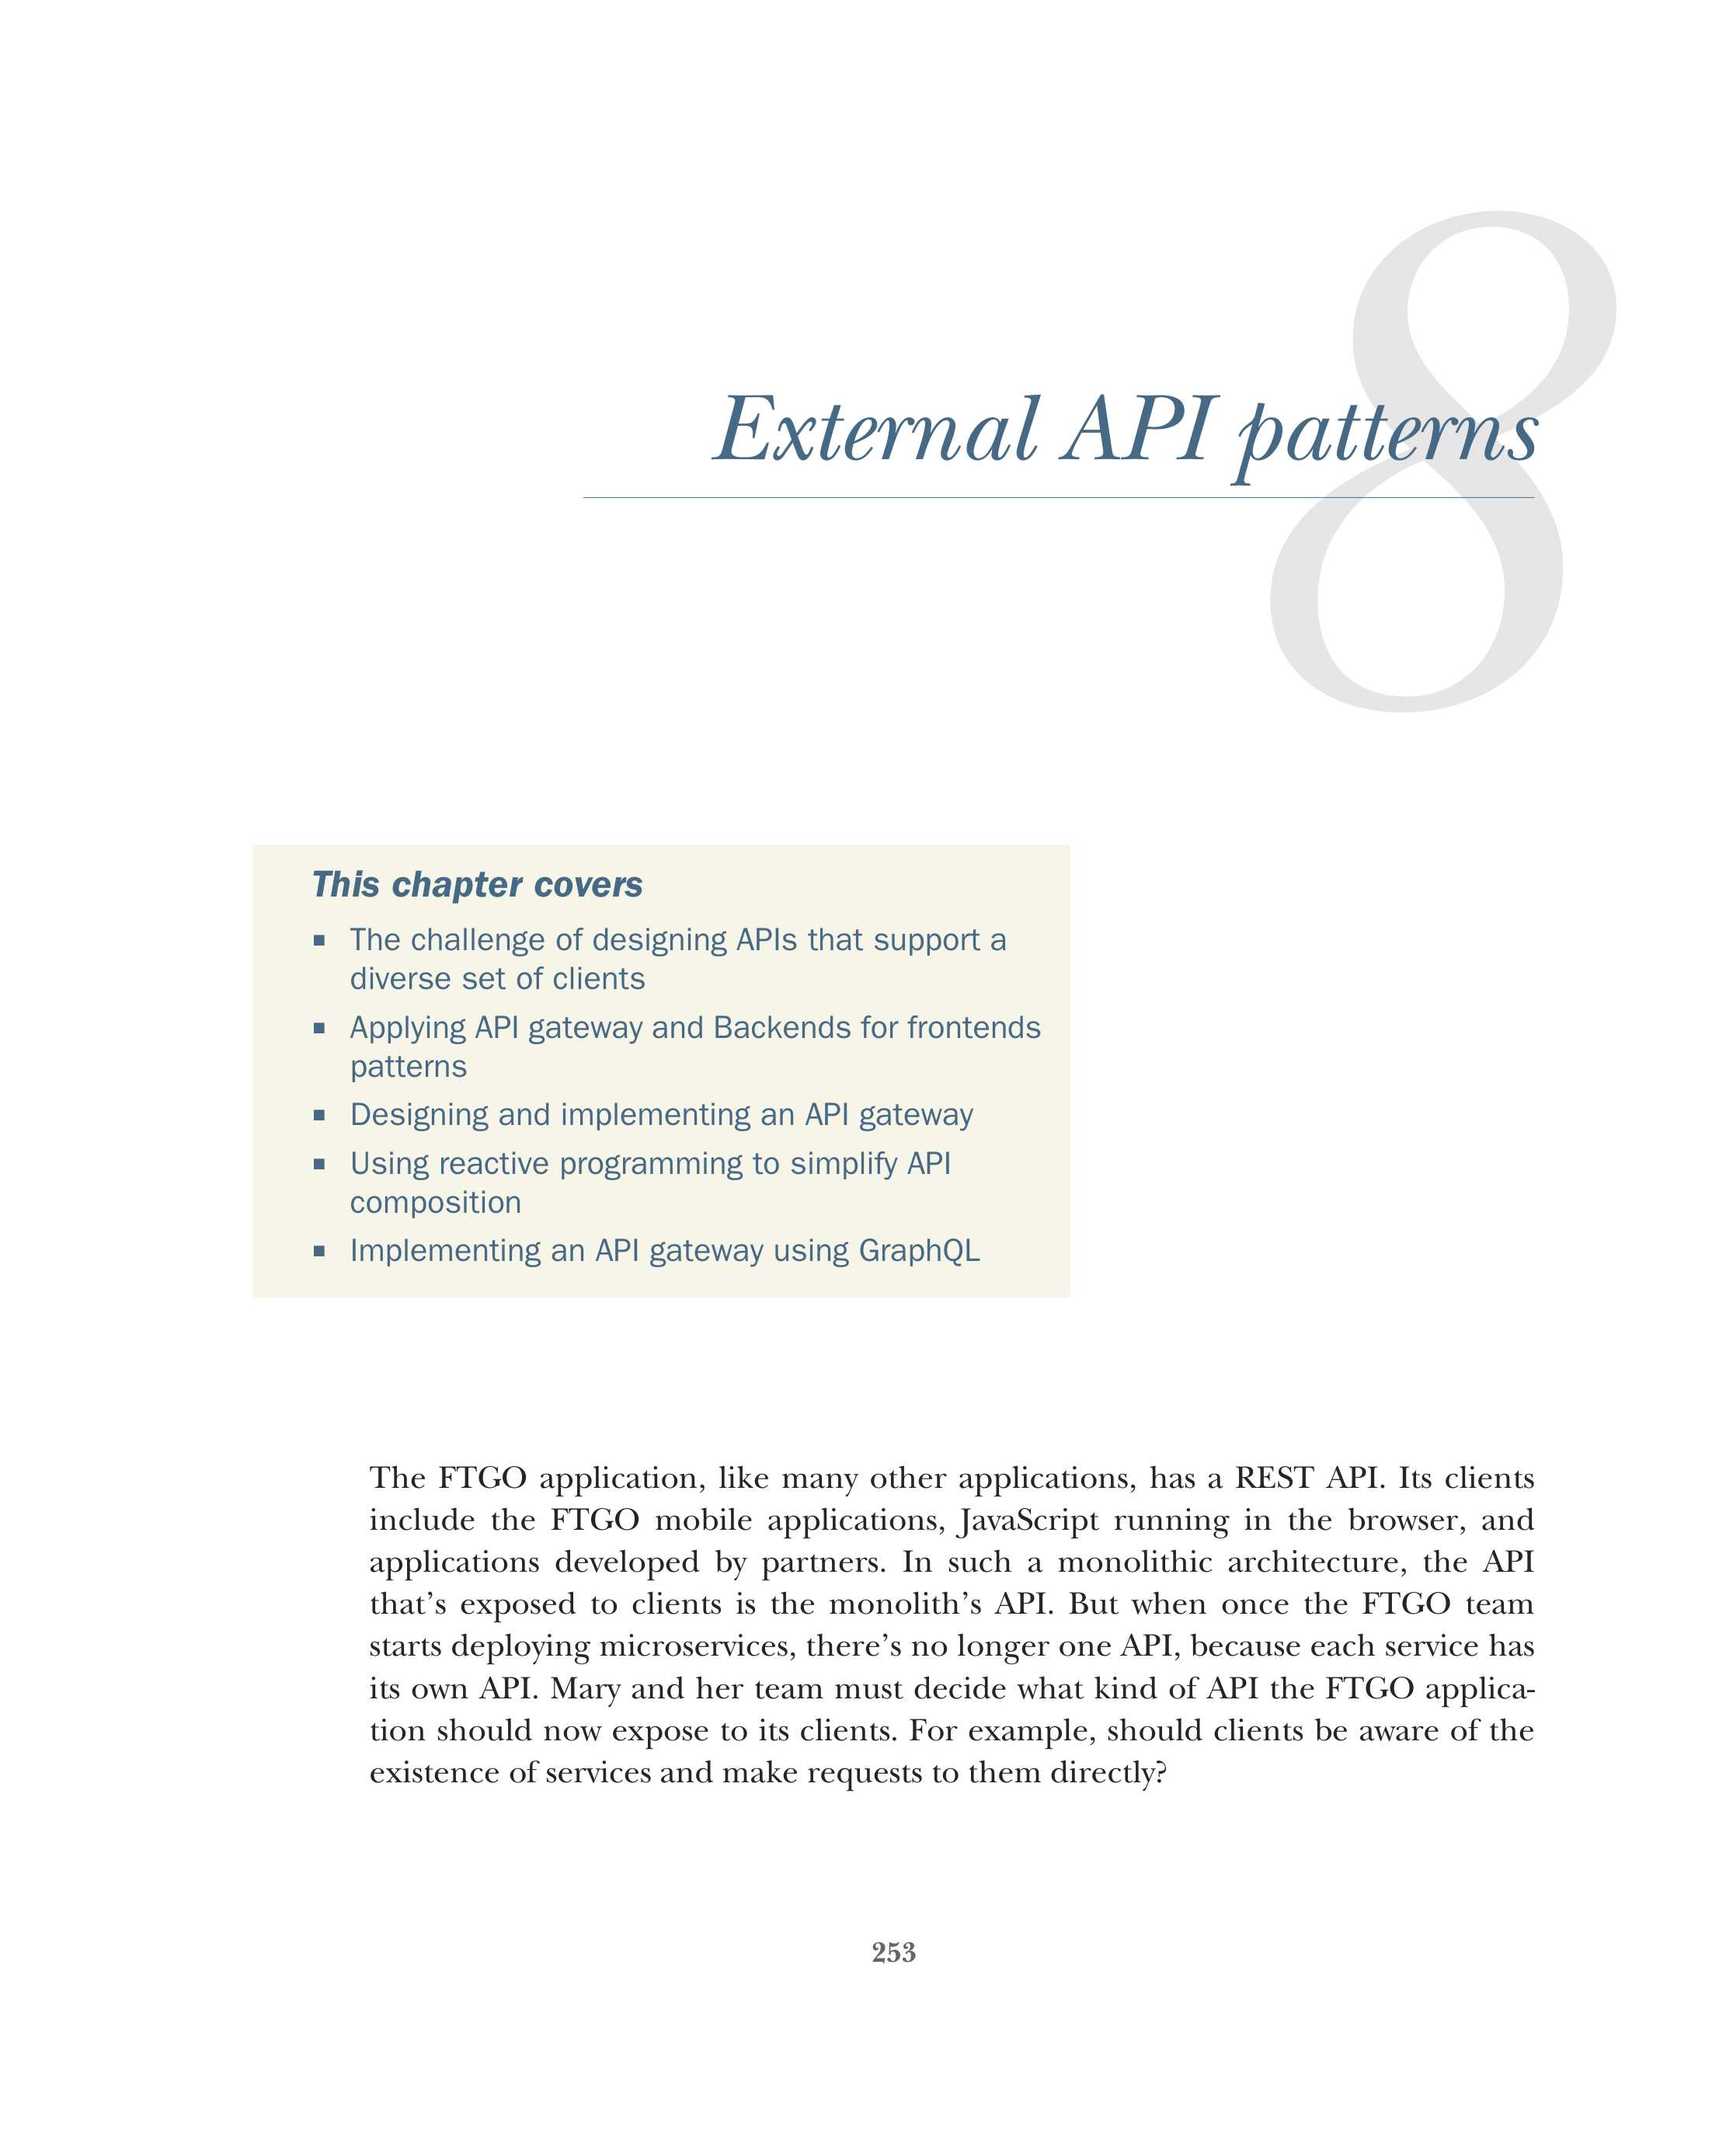 8
External API patterns
This chapter covers
■ The challenge of designing APIs that support a
diverse set of clients
■ Applying API gateway and Backends for frontends
patterns
■ Designing and implementing an API gateway
■ Using reactive programming to simplify API
composition
■ Implementing an API gateway using GraphQL
The FTGO application, like many other applications, has a REST API. Its clients
include the FTGO mobile applications, JavaScript running in the browser, and
applications developed by partners. In such a monolithic architecture, the API
that’s exposed to clients is the monolith’s API. But when once the FTGO team
starts deploying microservices, there’s no longer one API, because each service has
its own API. Mary and her team must decide what kind of API the FTGO applica-
tion should now expose to its clients. For example, should clients be aware of the
existence of services and make requests to them directly?
253